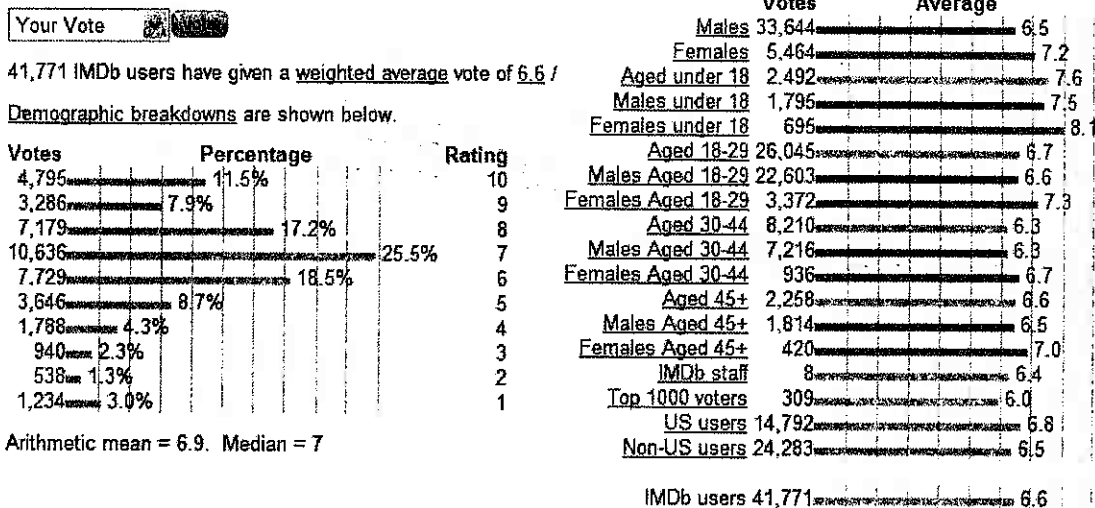 Your Vote Vote
41,771 IMDb users have given a weighted average vote of 6.6 /
Demographic breakdowns are shown below.
Votes Percentage Rating
4,795 11.5% 10
3,286 7.9% 9
7,179 17.2% 8
10,636 25.5% 7
7,729 18.5% 6
3,646 8.7% 5
1,788 4.3% 4
940 2.3% 3
538 1.3% 2
1,234 3.0% 1
Arithmetic mean = 6.9. Median = 7
Votes Average
Males 33,644 6.5
Females 5,464 7.2
Aged under 18 2,492 7.6
Males under 18 1,795 7.5
Females under 18 695 8.1
Aged 18-29 26,045 6.7
Males Aged 18-29 22,603 6.6
Females Aged 18-29 3,372 7.3
Aged 30-44 8,210 6.3
Males Aged 30-44 7,216 6.3
Females Aged 30-44 936 6.7
Aged 45+ 2,258 6.6
Males Aged 45+ 1,814 6.5
Females Aged 45+ 420 7.0
IMDb staff 8 6.4
Top 1000 voters 309 6.0
US users 14,792 6.8
Non-US users 24,283 6.5
IMDb users 41,771 6.6